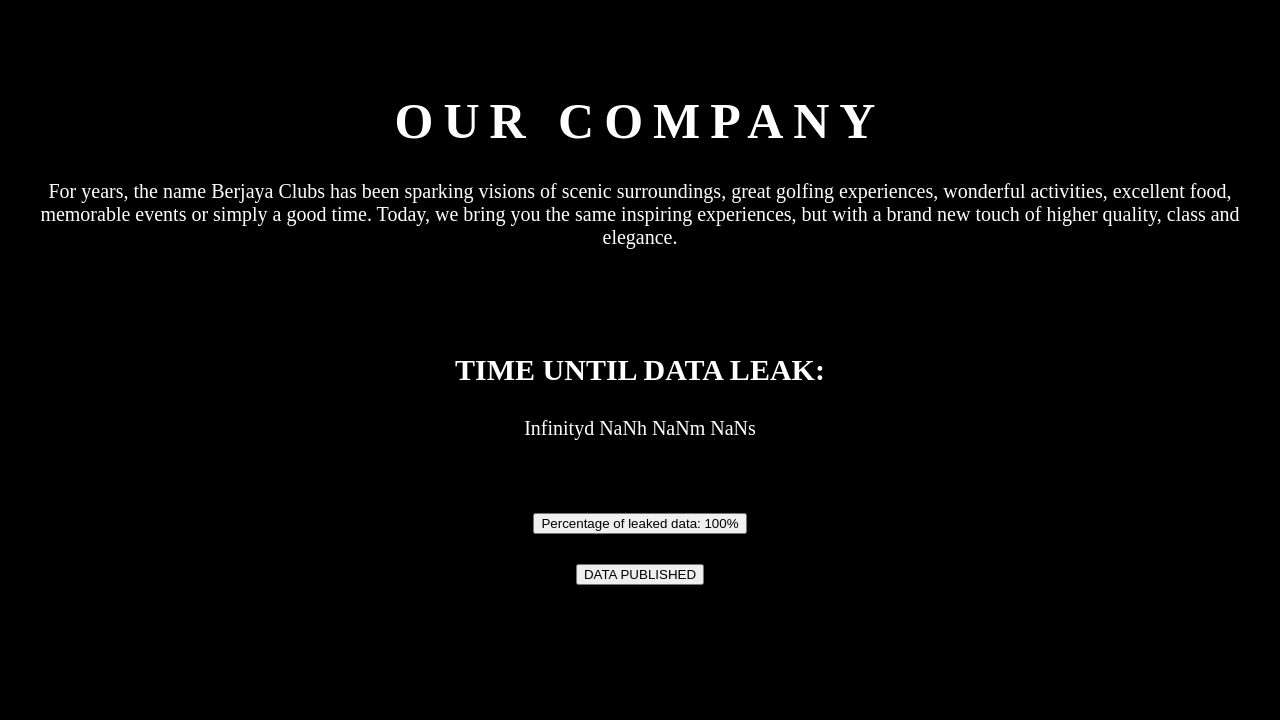 OUR COMPANY
For years, the name Berjaya Clubs has been sparking visions of scenic surroundings, great golfing experiences, wonderful activities, excellent food,
memorable events or simply a good time. Today, we bring you the same inspiring experiences, but with a brand new touch of higher quality, class and
elegance.
TIME UNTIL DATA LEAK:
Infinityd NaNh NaNm NaNs
Percentage of leaked data: 100%
DATA PUBLISHED